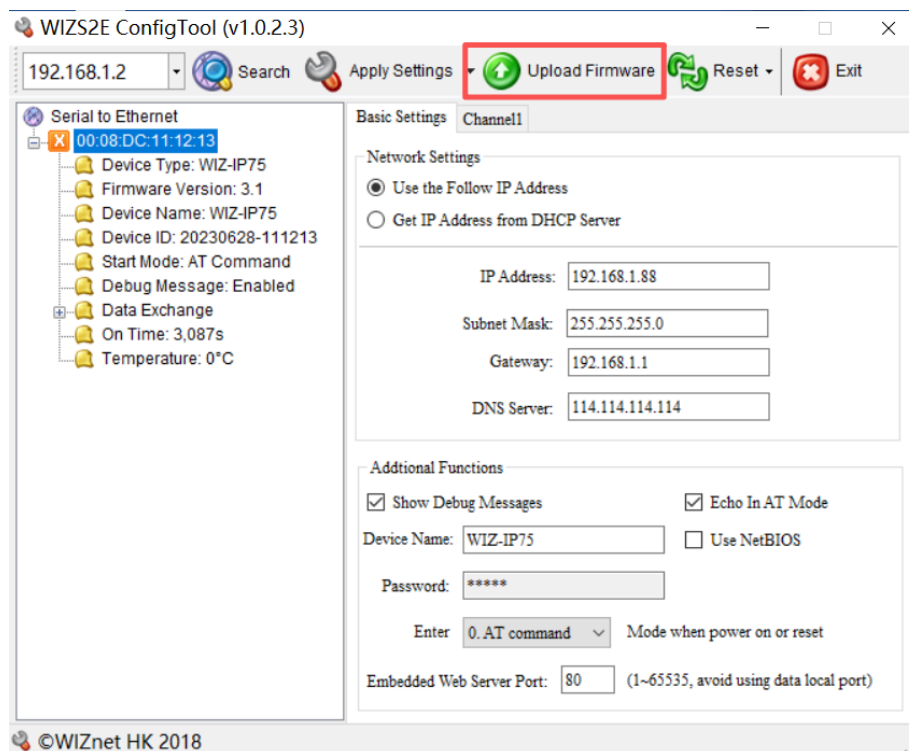 WIZS2E ConfigTool (v1.0.2.3)
192.168.1.2 Search Apply Settings Upload Firmware Reset Exit
Serial to Ethernet
00:08:DC:11:12:13
Device Type: WIZ-IP75
Firmware Version: 3.1
Device Name: WIZ-IP75
Device ID: 20230628-111213
Start Mode: AT Command
Debug Message: Enabled
Data Exchange
On Time: 3,087s
Temperature: 0°C
Basic Settings Channel1
Network Settings
Use the Follow IP Address
Get IP Address from DHCP Server
IP Address: 192.168.1.88
Subnet Mask: 255.255.255.0
Gateway: 192.168.1.1
DNS Server: 114.114.114.114
Addtional Functions
Show Debug Messages Echo In AT Mode
Device Name: WIZ-IP75 Use NetBIOS
Password: *****
Enter 0. AT command Mode when power on or reset
Embedded Web Server Port: 80 (1~65535, avoid using data local port)
©WIZnet HK 2018